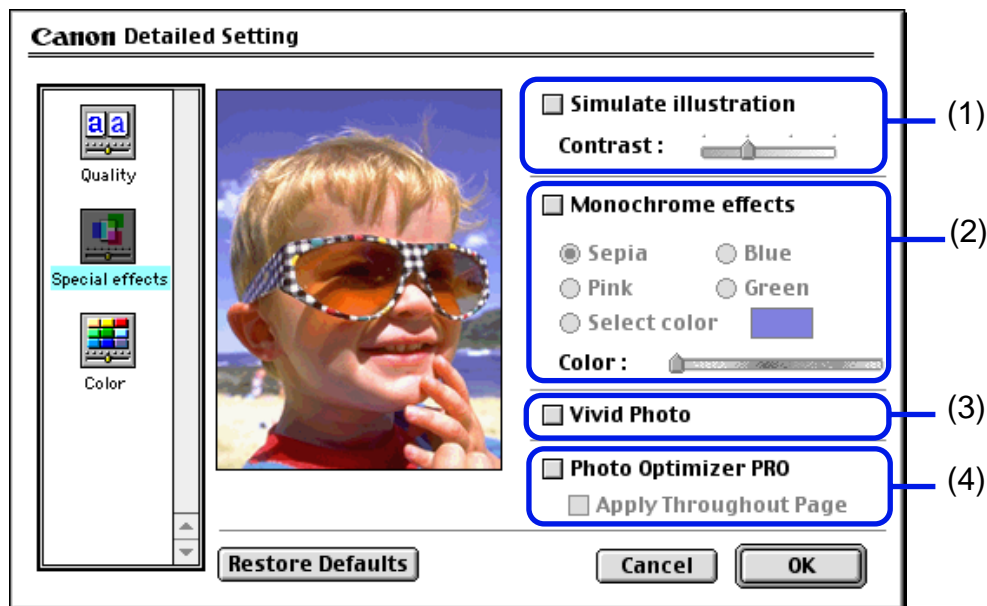 Canon Detailed Setting
aa
Quality
Special effects
Color
Simulate illustration
Contrast :
(1)
Monochrome effects
(2)
Sepia
Blue
Pink
Green
Select color
Color :
Vivid Photo
(3)
Photo Optimizer PRO
(4)
Apply Throughout Page
Restore Defaults
Cancel
OK